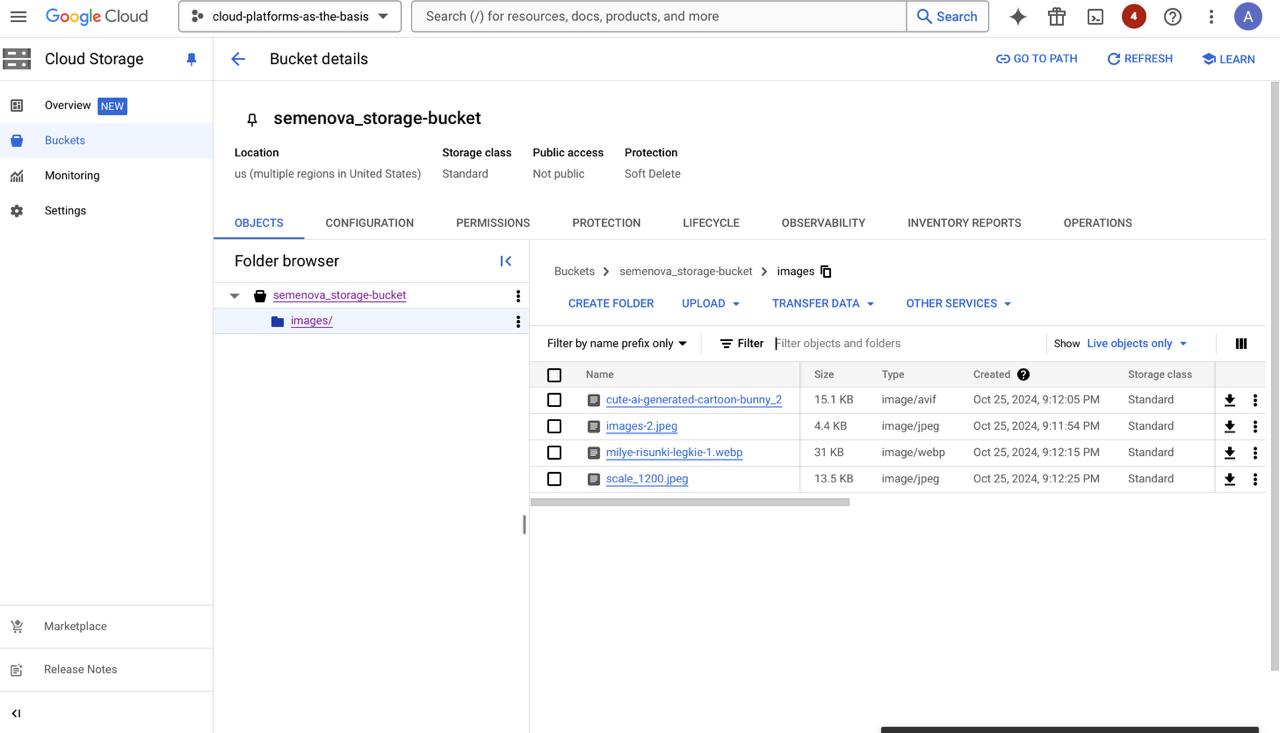 Google Cloud
cloud-platforms-as-the-basis
Search (/) for resources, docs, products, and more
Search
4
A
Cloud Storage
Bucket details
GO TO PATH
REFRESH
LEARN
Overview NEW
Buckets
Monitoring
Settings
Marketplace
Release Notes
semenova_storage-bucket
Location Storage class Public access Protection
us (multiple regions in United States) Standard Not public Soft Delete
OBJECTS CONFIGURATION PERMISSIONS PROTECTION LIFECYCLE OBSERVABILITY INVENTORY REPORTS OPERATIONS
Folder browser
semenova_storage-bucket
images/
Buckets semenova_storage-bucket images
CREATE FOLDER UPLOAD TRANSFER DATA OTHER SERVICES
Filter by name prefix only Filter Filter objects and folders Show Live objects only
Name Size Type Created Storage class
cute-ai-generated-cartoon-bunny_2 15.1 KB image/avif Oct 25, 2024, 9:12:05 PM Standard
images-2.jpeg 4.4 KB image/jpeg Oct 25, 2024, 9:11:54 PM Standard
milye-risunki-legkie-1.webp 31 KB image/webp Oct 25, 2024, 9:12:15 PM Standard
scale_1200.jpeg 13.5 KB image/jpeg Oct 25, 2024, 9:12:25 PM Standard